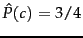 P̂(c) = 3/4